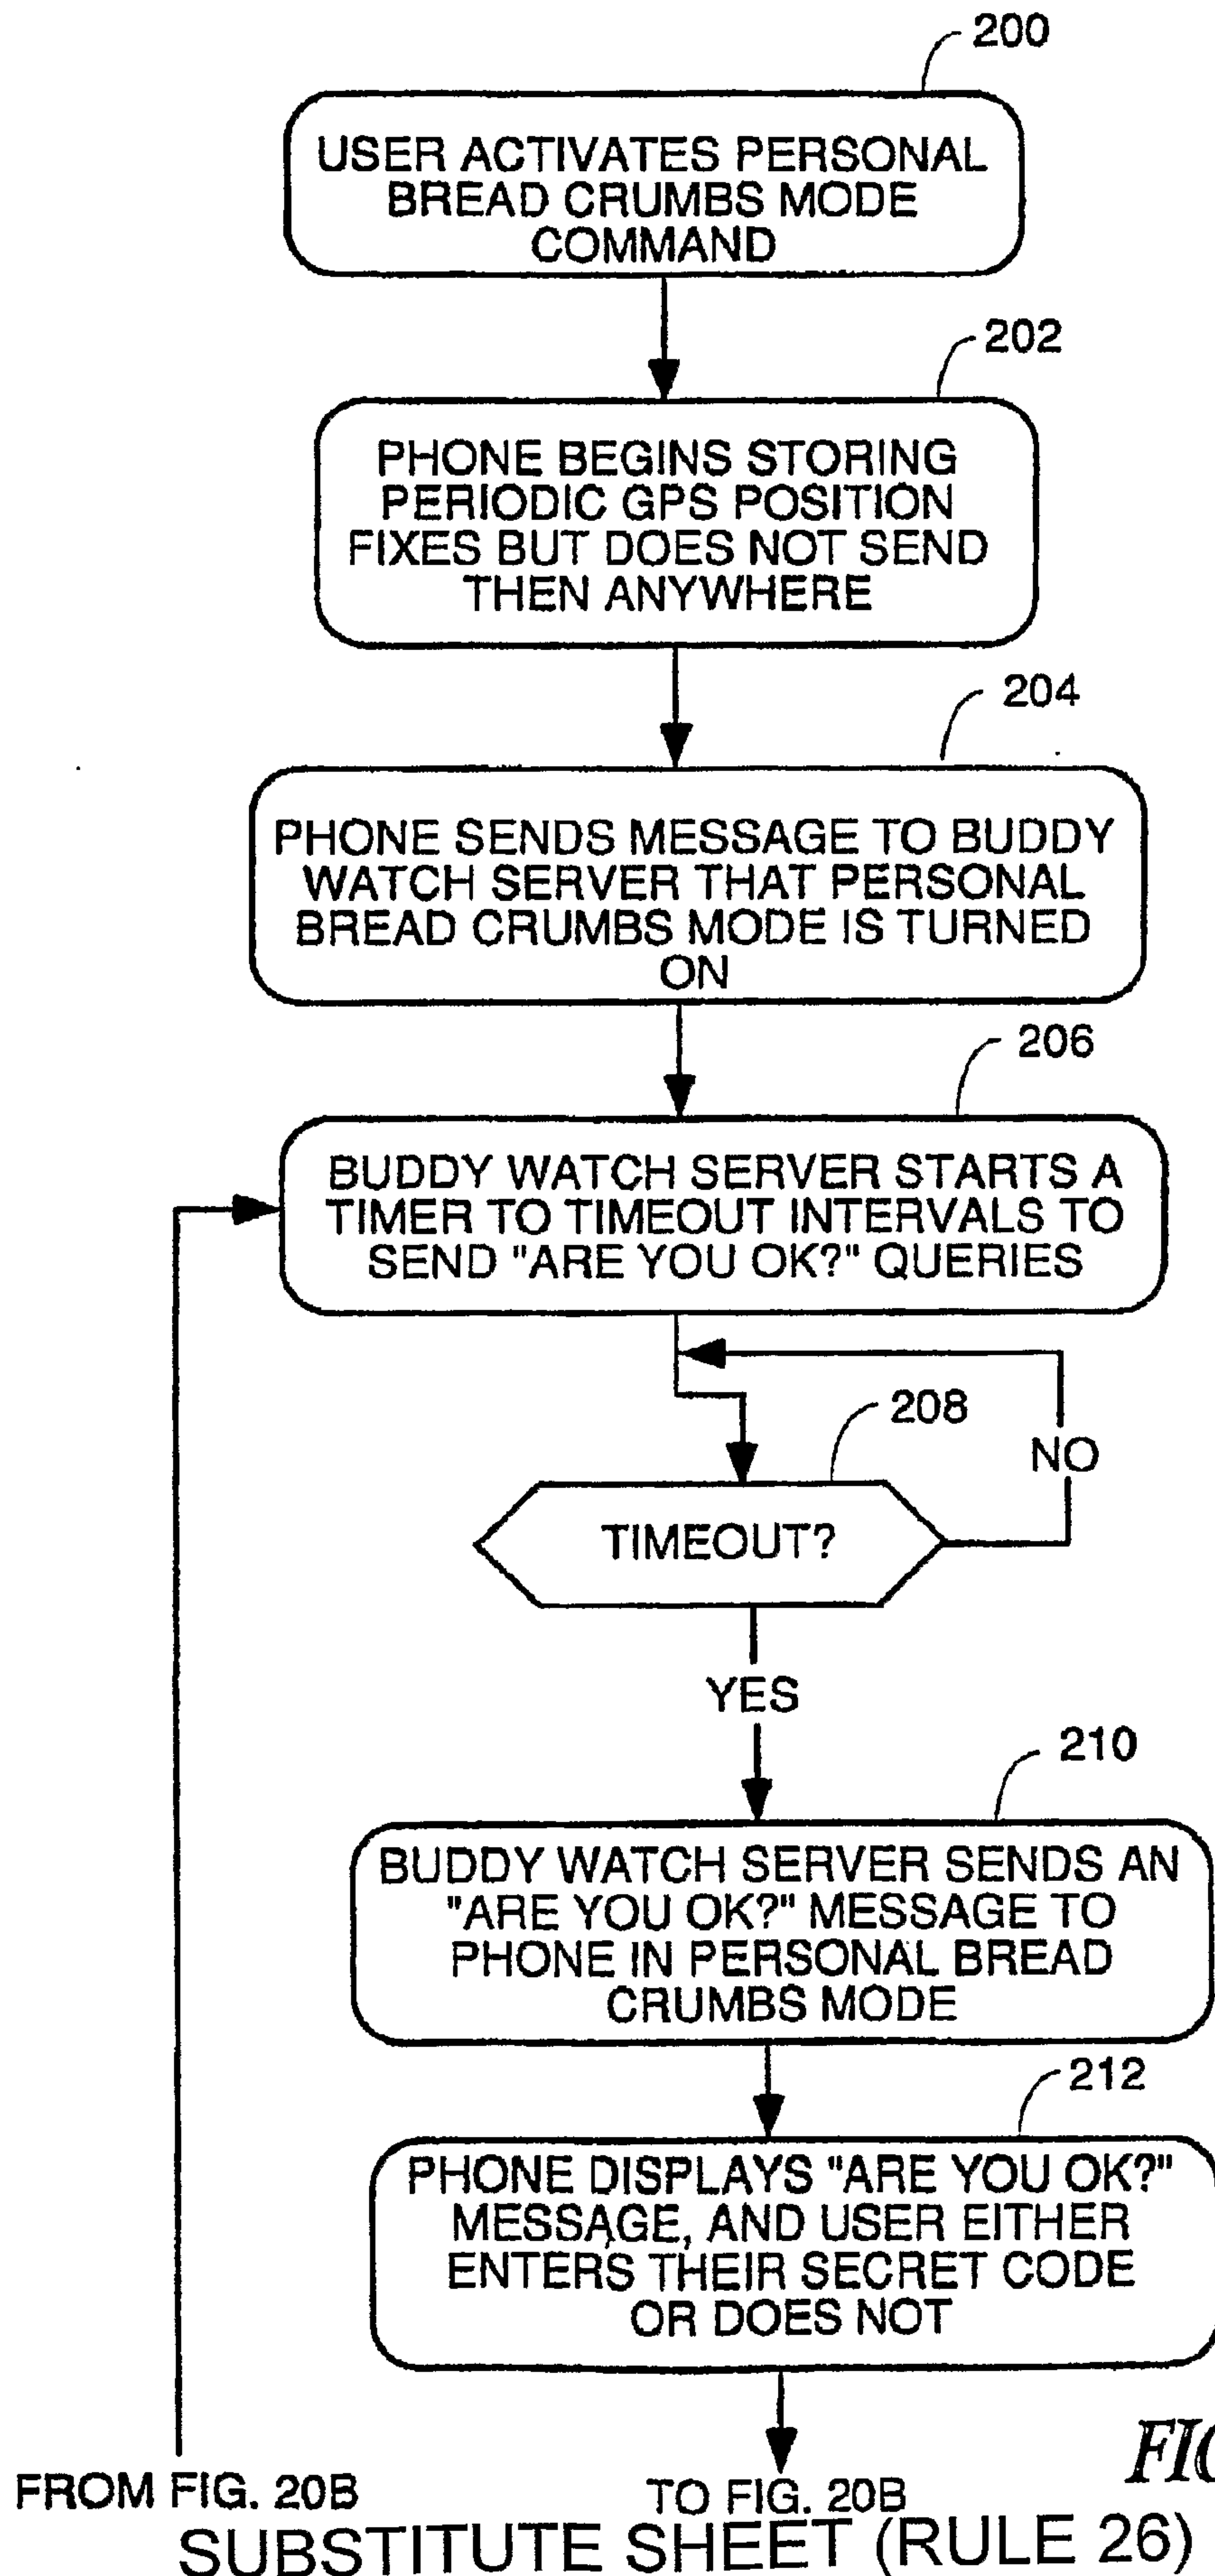 200
USER ACTIVATES PERSONAL
BREAD CRUMBS MODE
COMMAND
202
PHONE BEGINS STORING
PERIODIC GPS POSITION
FIXES BUT DOES NOT SEND
THEN ANYWHERE
204
PHONE SENDS MESSAGE TO BUDDY
WATCH SERVER THAT PERSONAL
BREAD CRUMBS MODE IS TURNED
ON
206
BUDDY WATCH SERVER STARTS A
TIMER TO TIMEOUT INTERVALS TO
SEND "ARE YOU OK?" QUERIES
208
NO
TIMEOUT?
YES
210
BUDDY WATCH SERVER SENDS AN
"ARE YOU OK?" MESSAGE TO
PHONE IN PERSONAL BREAD
CRUMBS MODE
212
PHONE DISPLAYS "ARE YOU OK?"
MESSAGE, AND USER EITHER
ENTERS THEIR SECRET CODE
OR DOES NOT
FROM FIG. 20B
TO FIG. 20B
SUBSTITUTE SHEET (RULE 26)